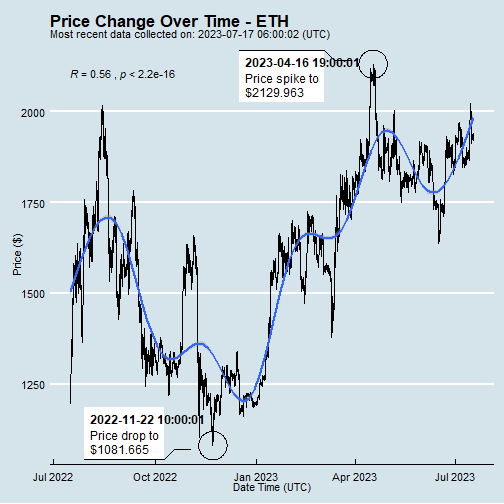 Price Change Over Time - ETH
Most recent data collected on: 2023-07-17 06:00:02 (UTC)
2023-04-16 19:00:01
Price spike to
$2129.963
R = 0.56 , p < 2.2e-16
2000
1750
1500
1250
Price ($)
2022-11-22 10:00:01
Price drop to
$1081.665
Jul 2022
Oct 2022
Jan 2023
Apr 2023
Jul 2023
Date Time (UTC)